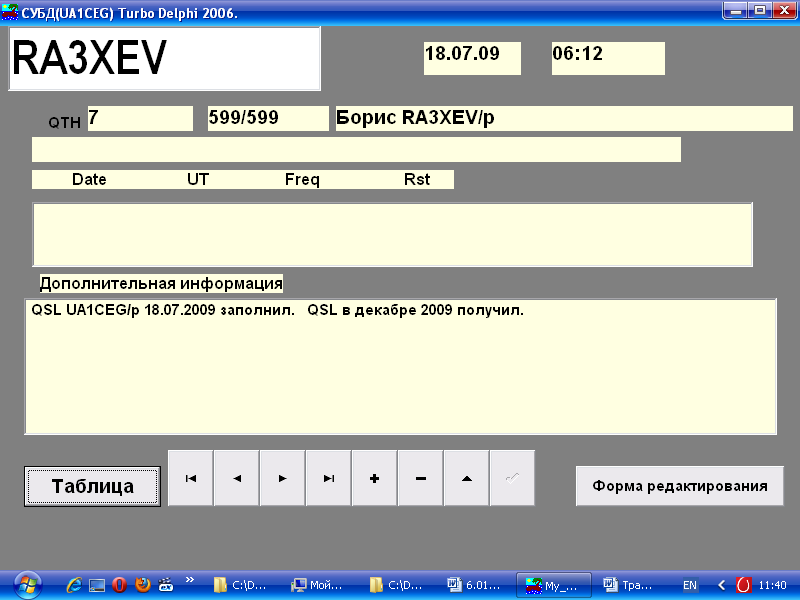 СУБД(UA1CEG) Turbo Delphi 2006.
RA3XEV
18.07.09 06:12
QTH 7 599/599 Борис RA3XEV/p
Date UT Freq Rst
Дополнительная информация
QSL UA1CEG/p 18.07.2009 заполнил. QSL в декабре 2009 получил.
Таблица
Форма редактирования
C:\D... Мой... C:\D... 6.01... My_... Тра... EN 11:40